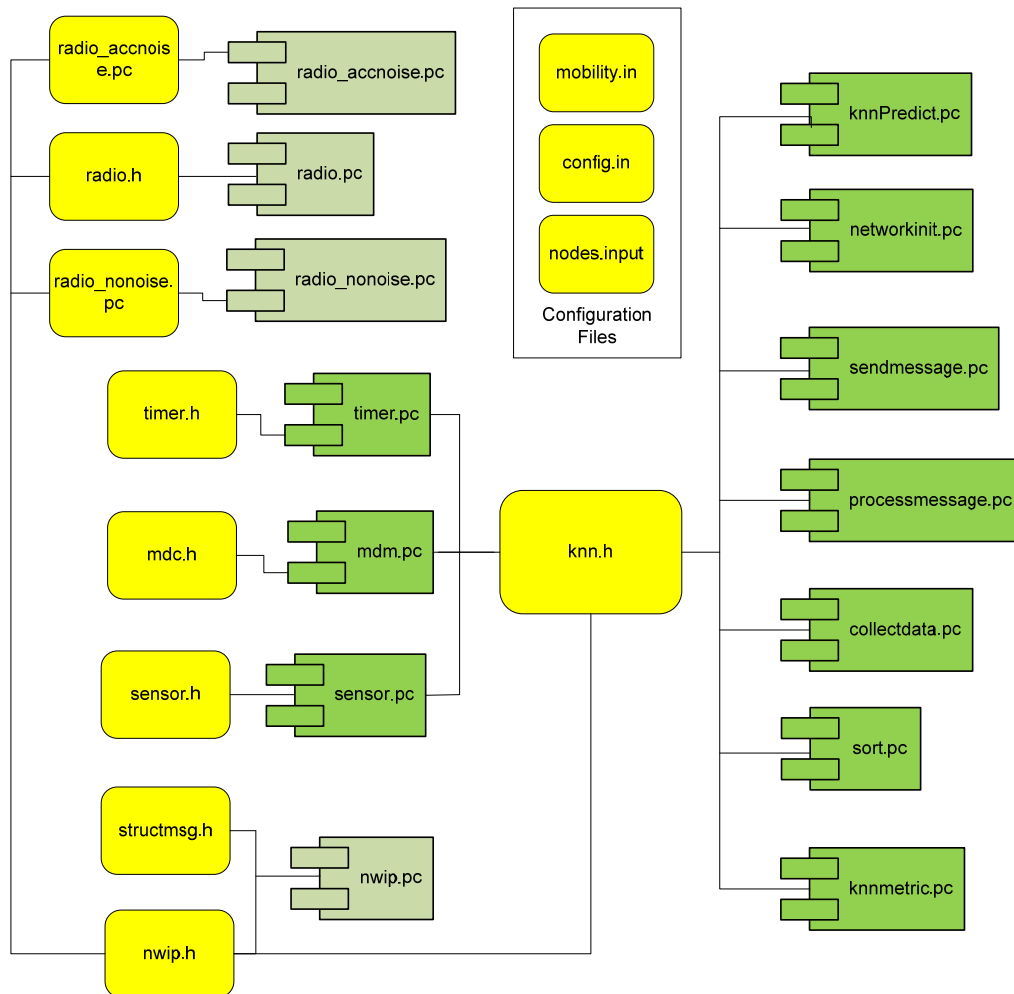 radio_accnois
e.pc
radio_accnoise.pc
radio.h
radio.pc
radio_nonoise.
pc
radio_nonoise.pc
mobility.in
config.in
nodes.input
Configuration
Files
timer.h
timer.pc
mdc.h
mdm.pc
sensor.h
sensor.pc
structmsg.h
nwip.pc
nwip.h
knn.h
knnPredict.pc
networkinit.pc
sendmessage.pc
processmessage.pc
collectdata.pc
sort.pc
knnmetric.pc